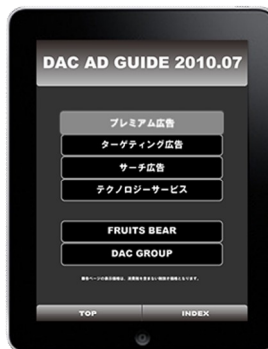 DAC AD GUIDE 2010.07
プレミアム広告
ターゲティング広告
サーチ広告
テクノロジーサービス
FRUITS BEAR
DAC GROUP
TOP
INDEX